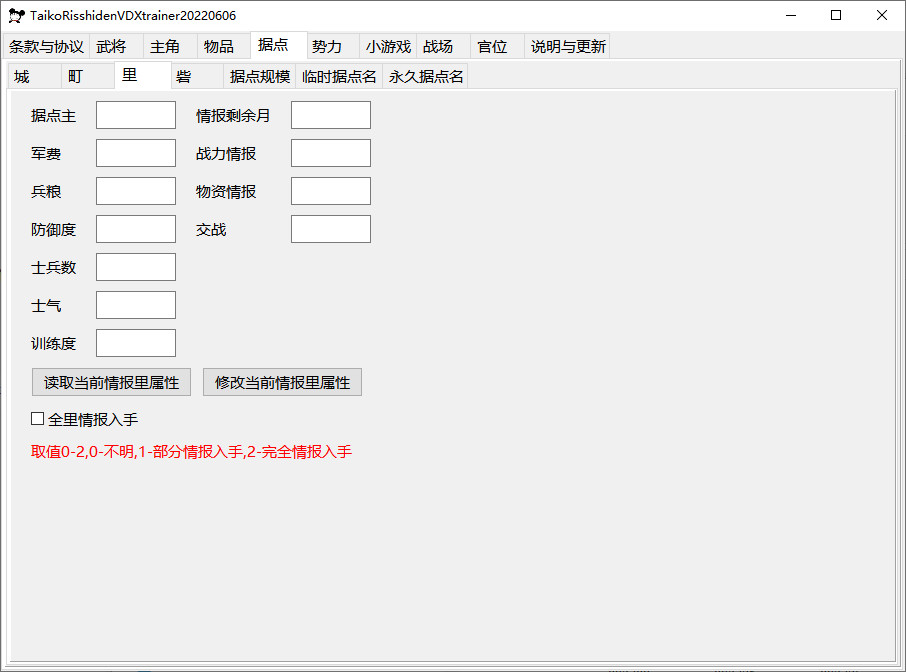 TaikoRisshidenVDXtrainer20220606
条款与协议 武将 主角 物品 据点 势力 小游戏 战场 官位 说明与更新
城 町 里 砦 据点规模 临时据点名 永久据点名
据点主 情报剩余月
军费 战力情报
兵粮 物资情报
防御度 交战
士兵数
士气
训练度
读取当前情报里属性 修改当前情报里属性
全里情报入手
取值0-2,0-不明,1-部分情报入手,2-完全情报入手